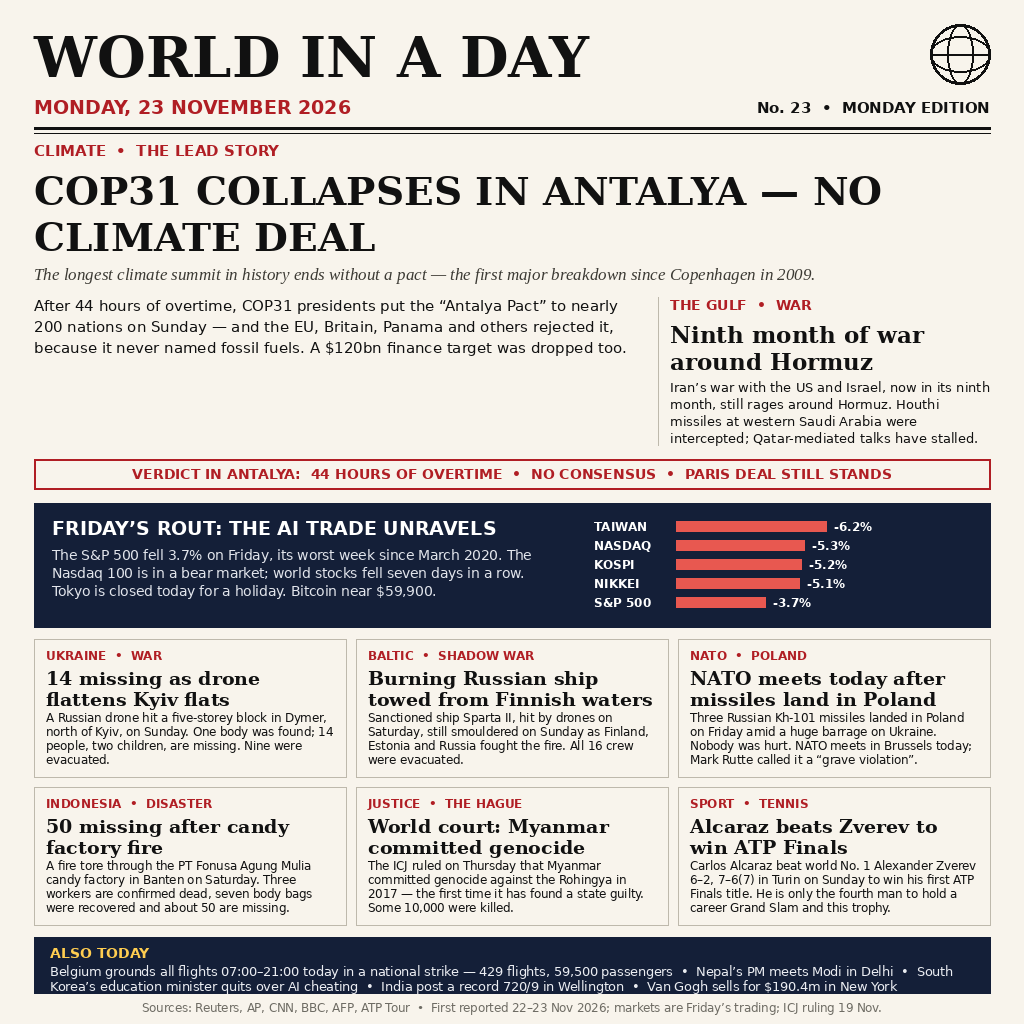 WORLD IN A DAY
MONDAY, 23 NOVEMBER 2026
No. 23 • MONDAY EDITION
CLIMATE • THE LEAD STORY
COP31 COLLAPSES IN ANTALYA — NO
CLIMATE DEAL
The longest climate summit in history ends without a pact — the first major breakdown since Copenhagen in 2009.
After 44 hours of overtime, COP31 presidents put the “Antalya Pact” to nearly
200 nations on Sunday — and the EU, Britain, Panama and others rejected it,
because it never named fossil fuels. A $120bn finance target was dropped too.
THE GULF • WAR
Ninth month of war
around Hormuz
Iran’s war with the US and Israel, now in its ninth
month, still rages around Hormuz. Houthi
missiles at western Saudi Arabia were
intercepted; Qatar-mediated talks have stalled.
VERDICT IN ANTALYA: 44 HOURS OF OVERTIME • NO CONSENSUS • PARIS DEAL STILL STANDS
FRIDAY’S ROUT: THE AI TRADE UNRAVELS
The S&P 500 fell 3.7% on Friday, its worst week since March 2020. The
Nasdaq 100 is in a bear market; world stocks fell seven days in a row.
Tokyo is closed today for a holiday. Bitcoin near $59,900.
TAIWAN -6.2%
NASDAQ -5.3%
KOSPI -5.2%
NIKKEI -5.1%
S&P 500 -3.7%
UKRAINE • WAR
14 missing as drone
flattens Kyiv flats
A Russian drone hit a five-storey block in Dymer,
north of Kyiv, on Sunday. One body was found; 14
people, two children, are missing. Nine were
evacuated.
BALTIC • SHADOW WAR
Burning Russian ship
towed from Finnish waters
Sanctioned ship Sparta II, hit by drones on
Saturday, still smouldered on Sunday as Finland,
Estonia and Russia fought the fire. All 16 crew
were evacuated.
NATO • POLAND
NATO meets today after
missiles land in Poland
Three Russian Kh-101 missiles landed in Poland
on Friday amid a huge barrage on Ukraine.
Nobody was hurt. NATO meets in Brussels today;
Mark Rutte called it a “grave violation”.
INDONESIA • DISASTER
50 missing after candy
factory fire
A fire tore through the PT Fonusa Agung Mulia
candy factory in Banten on Saturday. Three
workers are confirmed dead, seven body bags
were recovered and about 50 are missing.
JUSTICE • THE HAGUE
World court: Myanmar
committed genocide
The ICJ ruled on Thursday that Myanmar
committed genocide against the Rohingya in
2017 — the first time it has found a state guilty.
Some 10,000 were killed.
SPORT • TENNIS
Alcaraz beats Zverev to
win ATP Finals
Carlos Alcaraz beat world No. 1 Alexander Zverev
6–2, 7–6(7) in Turin on Sunday to win his first ATP
Finals title. He is only the fourth man to hold a
career Grand Slam and this trophy.
ALSO TODAY
Belgium grounds all flights 07:00–21:00 today in a national strike — 429 flights, 59,500 passengers • Nepal’s PM meets Modi in Delhi • South
Korea’s education minister quits over AI cheating • India post a record 720/9 in Wellington • Van Gogh sells for $190.4m in New York
Sources: Reuters, AP, CNN, BBC, AFP, ATP Tour • First reported 22–23 Nov 2026; markets are Friday’s trading; ICJ ruling 19 Nov.